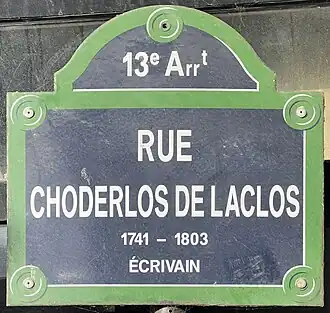 13e Arrt
RUE
CHODERLOS DE LACLOS
1741 – 1803
ÉCRIVAIN